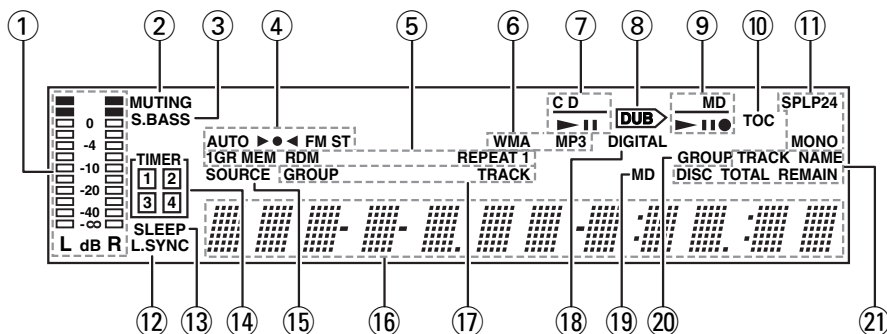 ① ② ③ ④ ⑤ ⑥ ⑦ ⑧ ⑨ ⑩ ⑪
MUTING
S.BASS
CD
DUB
MD
TOC
SPLP24
0
-4
-10
-20
-40
-∞
L dB R
AUTO ►●◄ FM ST
WMA
MP3
DIGITAL
MONO
TIMER
1 2
3 4
1GR MEM RDM
REPEAT 1
SOURCE
GROUP
TRACK
MD
GROUP
TRACK NAME
DISC TOTAL REMAIN
SLEEP
L.SYNC
⑫ ⑬ ⑭ ⑮ ⑯ ⑰ ⑱ ⑲ ⑳ ㉑